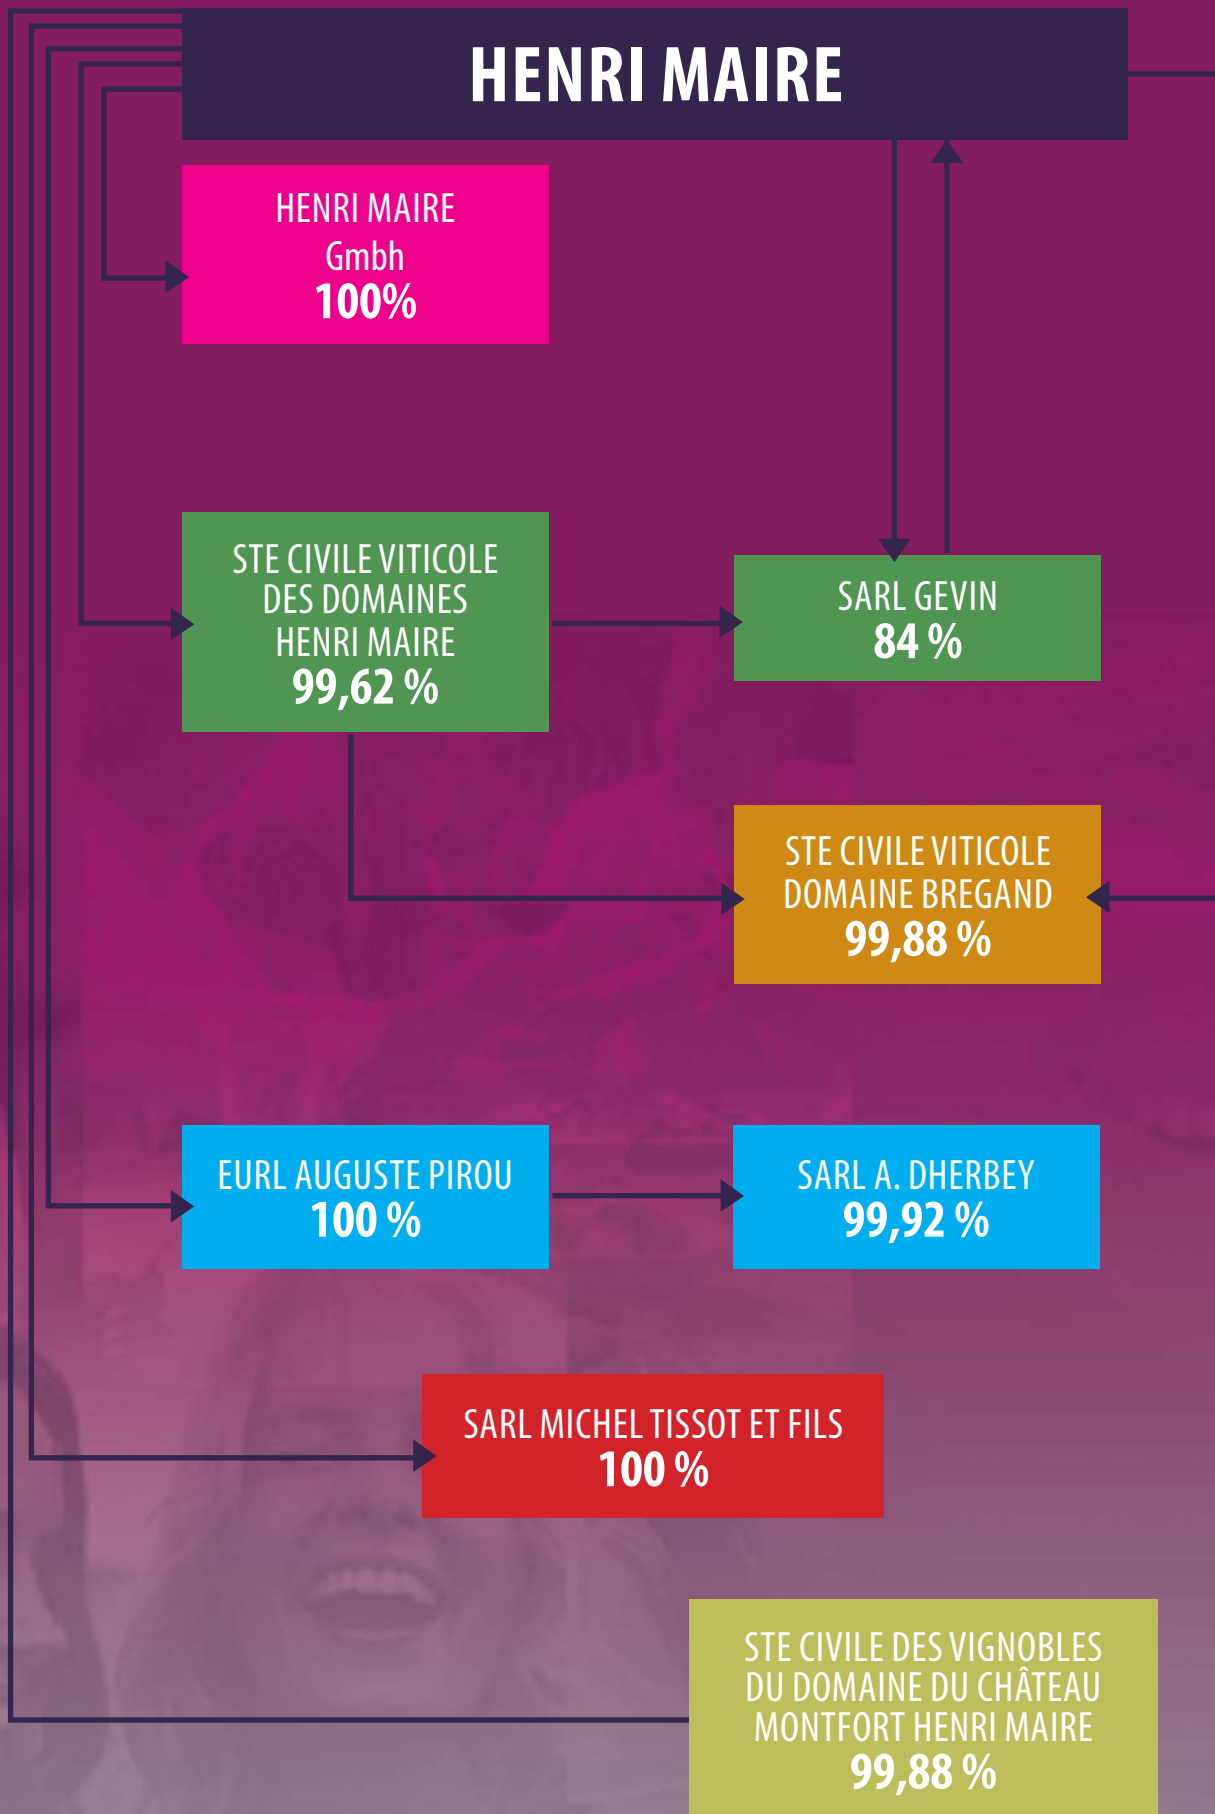 HENRI MAIRE
HENRI MAIRE
Gmbh
100%
STE CIVILE VITICOLE
DES DOMAINES
HENRI MAIRE
99,62 %
SARL GEVIN
84 %
STE CIVILE VITICOLE
DOMAINE BREGAND
99,88 %
EURL AUGUSTE PIROU
100 %
SARL A. DHERBEY
99,92 %
SARL MICHEL TISSOT ET FILS
100 %
STE CIVILE DES VIGNOBLES
DU DOMAINE DU CHÂTEAU
MONTFORT HENRI MAIRE
99,88 %